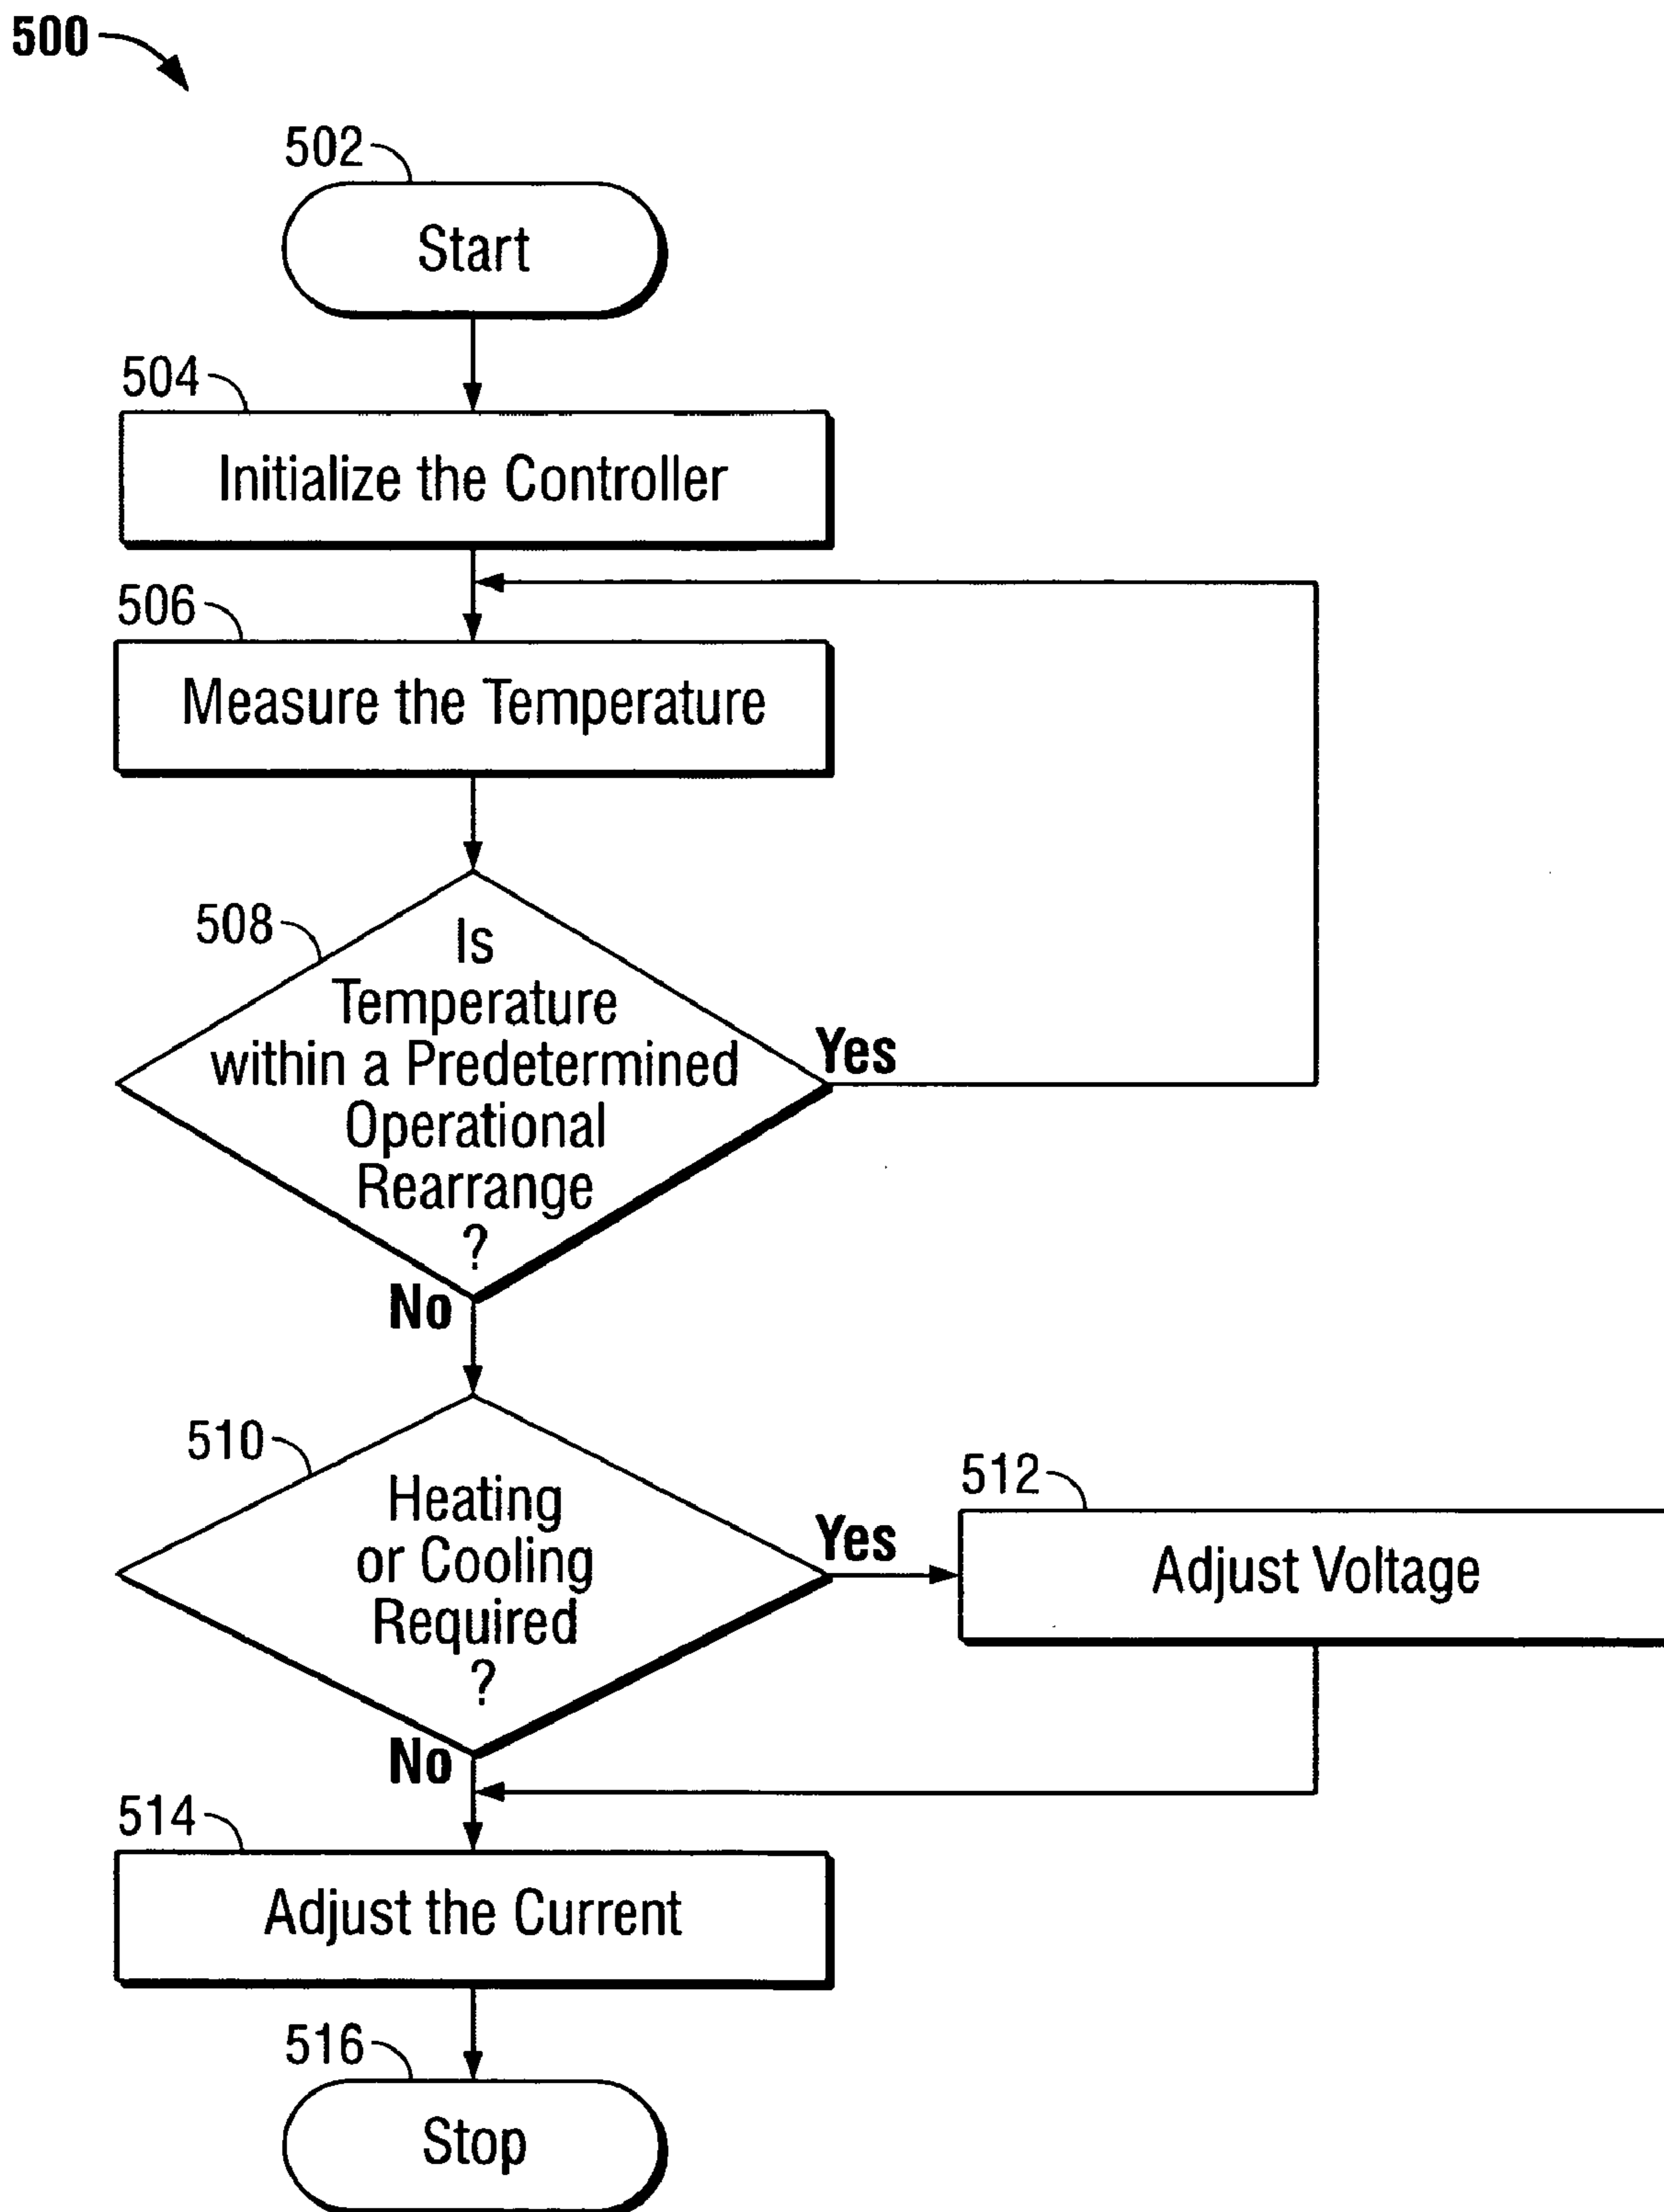 500
502
Start
504
Initialize the Controller
506
Measure the Temperature
508
Is
Temperature
within a Predetermined
Operational
Rearrange
?
Yes
No
510
Heating
or Cooling
Required
?
Yes
512
Adjust Voltage
No
514
Adjust the Current
516
Stop